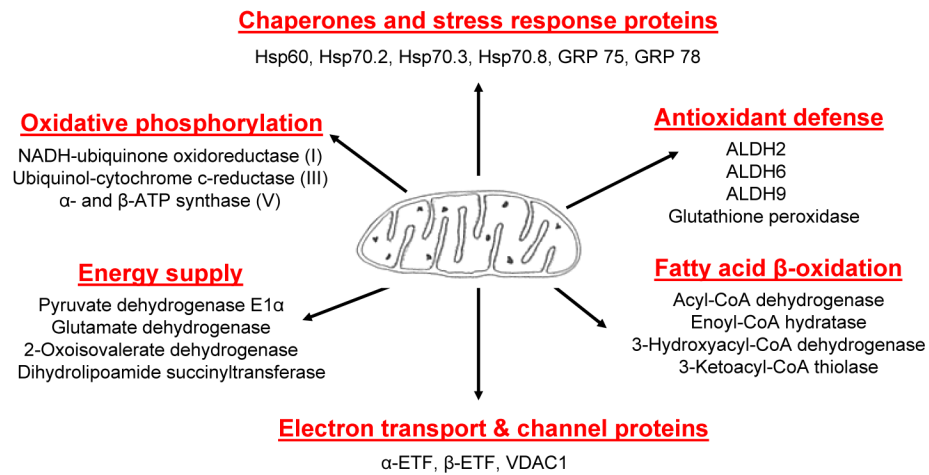 Chaperones and stress response proteins
Hsp60, Hsp70.2, Hsp70.3, Hsp70.8, GRP 75, GRP 78
Oxidative phosphorylation
NADH-ubiquinone oxidoreductase (I)
Ubiquinol-cytochrome c-reductase (III)
α- and β-ATP synthase (V)
Antioxidant defense
ALDH2
ALDH6
ALDH9
Glutathione peroxidase
Energy supply
Pyruvate dehydrogenase E1α
Glutamate dehydrogenase
2-Oxoisovalerate dehydrogenase
Dihydrolipoamide succinyltransferase
Fatty acid β-oxidation
Acyl-CoA dehydrogenase
Enoyl-CoA hydratase
3-Hydroxyacyl-CoA dehydrogenase
3-Ketoacyl-CoA thiolase
Electron transport & channel proteins
α-ETF, β-ETF, VDAC1